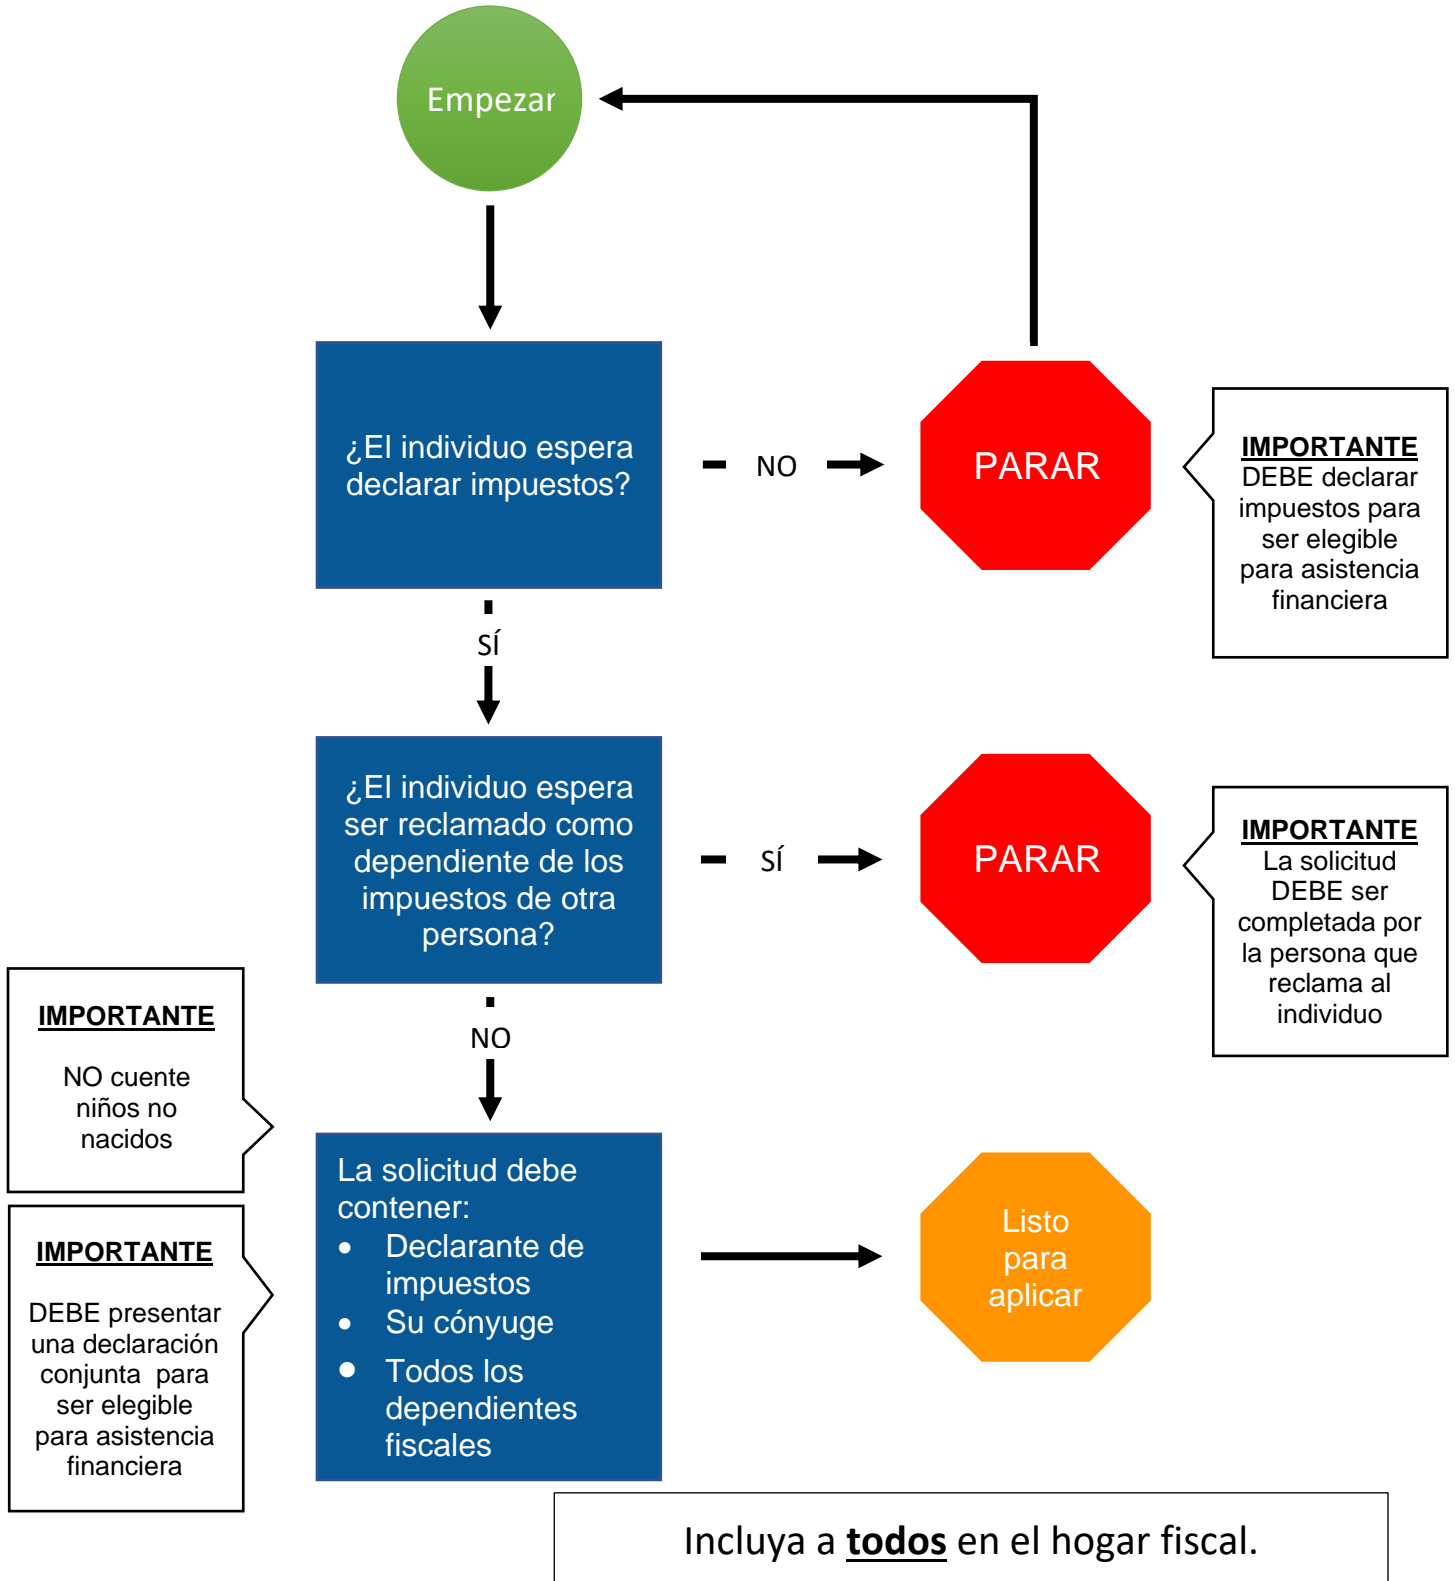 Empezar
¿El individuo espera
declarar impuestos?
NO
PARAR
IMPORTANTE
DEBE declarar
impuestos para
ser elegible
para asistencia
financiera
SÍ
¿El individuo espera
ser reclamado como
dependiente de los
impuestos de otra
persona?
SÍ
PARAR
IMPORTANTE
La solicitud
DEBE ser
completada por
la persona que
reclama al
individuo
NO
IMPORTANTE
NO cuente
niños no
nacidos
IMPORTANTE
DEBE presentar
una declaración
conjunta para
ser elegible
para asistencia
financiera
La solicitud debe
contener:
• Declarante de
impuestos
• Su cónyuge
• Todos los
dependientes
fiscales
Listo
para
aplicar
Incluya a todos en el hogar fiscal.